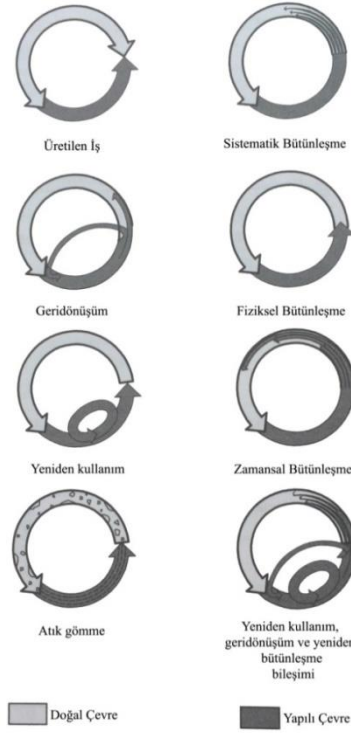 Üretilen İş
Sistematik Bütünleşme
Geridönüşüm
Fiziksel Bütünleşme
Yeniden kullanım
Zamansal Bütünleşme
Atık gömme
Yeniden kullanım,
geridönüşüm ve yeniden
bütünleşme
bileşimi
Doğal Çevre
Yapılı Çevre